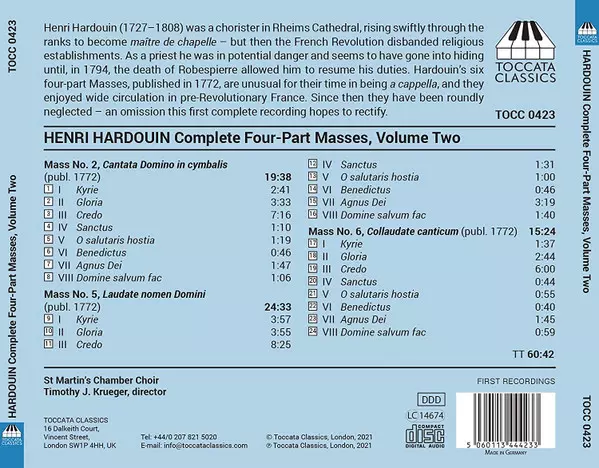 TOCC 0423
HARDOUIN Complete Four-Part Masses, Volume Two
Henri Hardouin (1727–1808) was a chorister in Rheims Cathedral, rising swiftly through the
ranks to become maître de chapelle – but then the French Revolution disbanded religious
establishments. As a priest he was in potential danger and seems to have gone into hiding
until, in 1794, the death of Robespierre allowed him to resume his duties. Hardouin's six
four-part Masses, published in 1772, are unusual for their time in being a cappella, and they
enjoyed wide circulation in pre-Revolutionary France. Since then they have been roundly
neglected – an omission this first complete recording hopes to rectify.
TOCCATA
CLASSICS
TOCC 0423
HENRI HARDOUIN Complete Four-Part Masses, Volume Two
Mass No. 2, Cantata Domino in cymbalis
(publ. 1772) 19:38
1 I Kyrie 2:41
2 II Gloria 3:33
3 III Credo 7:16
4 IV Sanctus 1:10
5 V O salutaris hostia 1:19
6 VI Benedictus 0:46
7 VII Agnus Dei 1:47
8 VIII Domine salvum fac 1:06
Mass No. 5, Laudate nomen Domini
(publ. 1772) 24:33
9 I Kyrie 3:57
10 II Gloria 3:55
11 III Credo 8:25
12 IV Sanctus 1:31
13 V O salutaris hostia 1:00
14 VI Benedictus 0:46
15 VII Agnus Dei 3:19
16 VIII Domine salvum fac 1:40
Mass No. 6, Collaudate canticum (publ. 1772) 15:24
17 I Kyrie 1:37
18 II Gloria 2:44
19 III Credo 6:00
20 IV Sanctus 0:44
21 V O salutaris hostia 0:55
22 VI Benedictus 0:40
23 VII Agnus Dei 1:45
24 VIII Domine salvum fac 0:59
TT 60:42
St Martin's Chamber Choir
Timothy J. Krueger, director
FIRST RECORDINGS
TOCCATA CLASSICS
16 Dalkeith Court,
Vincent Street,
London SW1P 4HH, UK
Tel: +44/0 207 821 5020
E-mail: info@toccataclassics.com
© Toccata Classics, London, 2021
℗ Toccata Classics, London, 2021
DDD
LC 14674
COMPACT
disc
DIGITAL AUDIO
5 060113 444233
MADE IN GERMANY
HARDOUIN Complete Four-Part Masses, Volume Two
TOCC 0423